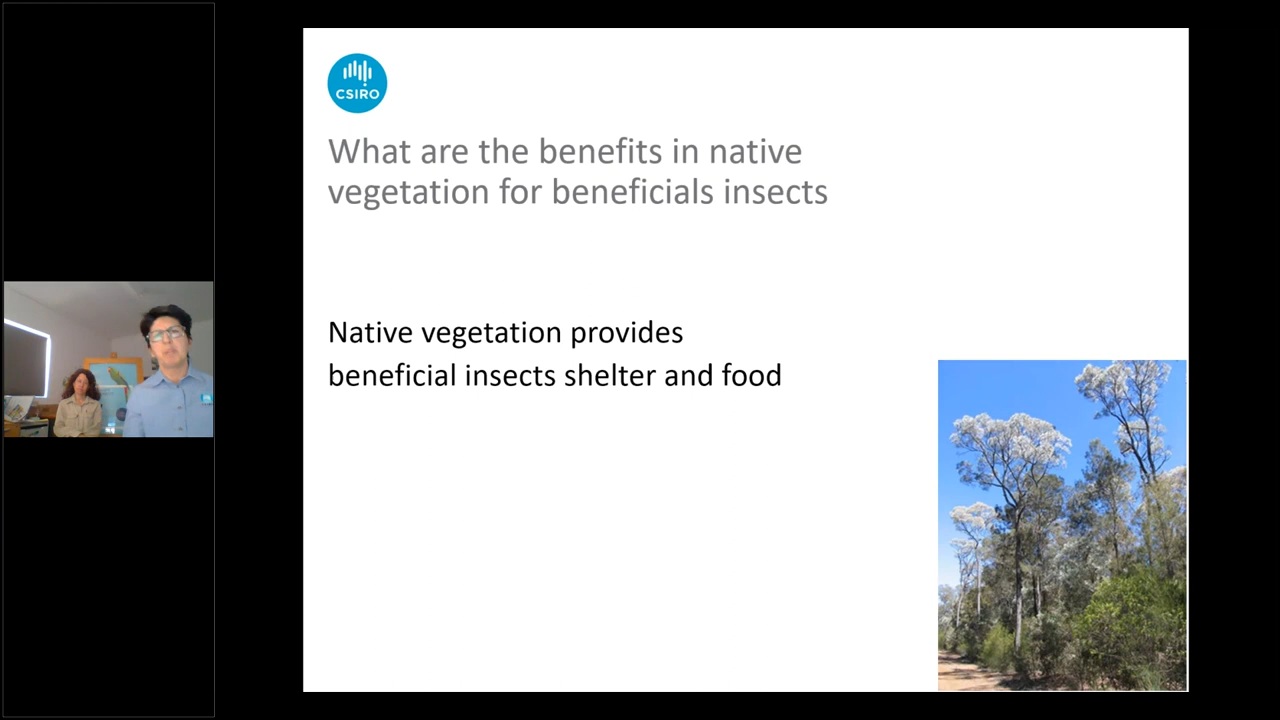 CSIRO
What are the benefits in native
vegetation for beneficials insects
Native vegetation provides
beneficial insects shelter and food